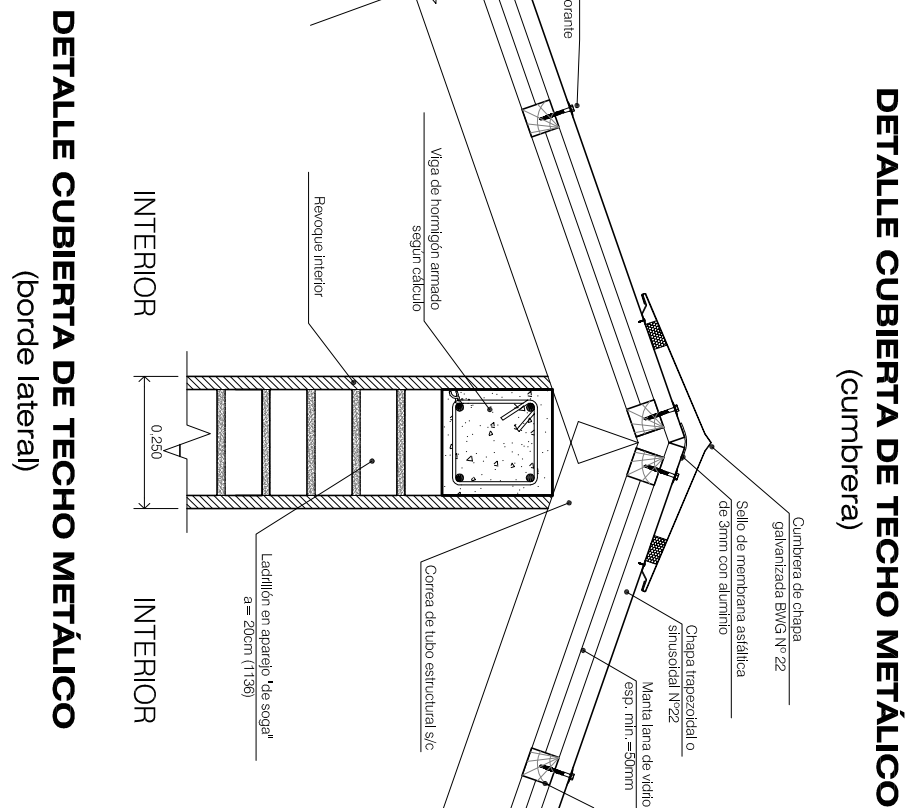 DETALLE CUBIERTA DE TECHO METÁLICO
(cumbrera)
Cumbrera de chapa
galvanizada BWG Nº 22
Sello de membrana asfáltica
de 3mm con aluminio
Chapa trapezoidal o
sinusoidal Nº22
Manta lana de vidrio
esp. min.=50mm
orante
Viga de hormigón armado
según cálculo
Correa de tubo estructural s/c
Revoque interior
Ladrillón en aparejo "de soga"
a= 20cm (1136)
0.250
INTERIOR
INTERIOR
DETALLE CUBIERTA DE TECHO METÁLICO
(borde lateral)